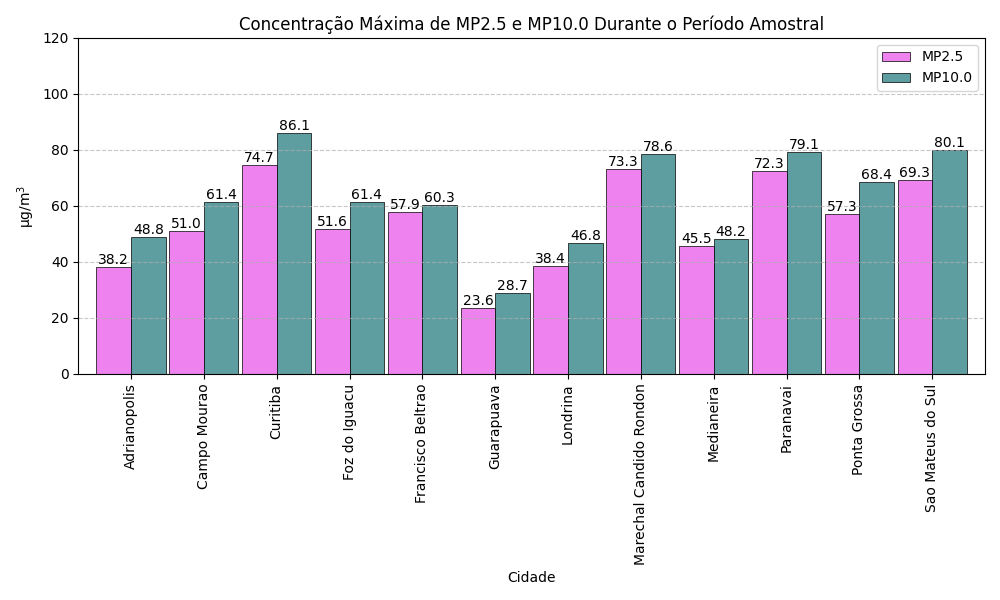 Concentração Máxima de MP2.5 e MP10.0 Durante o Período Amostral
120
100
80
60
40
20
0
µg/m³
MP2.5
MP10.0
38.2 48.8
51.0 61.4
74.7 86.1
51.6 61.4
57.9 60.3
23.6 28.7
38.4 46.8
73.3 78.6
45.5 48.2
72.3 79.1
57.3 68.4
69.3 80.1
Adrianopolis
Campo Mourao
Curitiba
Foz do Iguacu
Francisco Beltrao
Guarapuava
Londrina
Marechal Candido Rondon
Medianeira
Paranavai
Ponta Grossa
Sao Mateus do Sul
Cidade